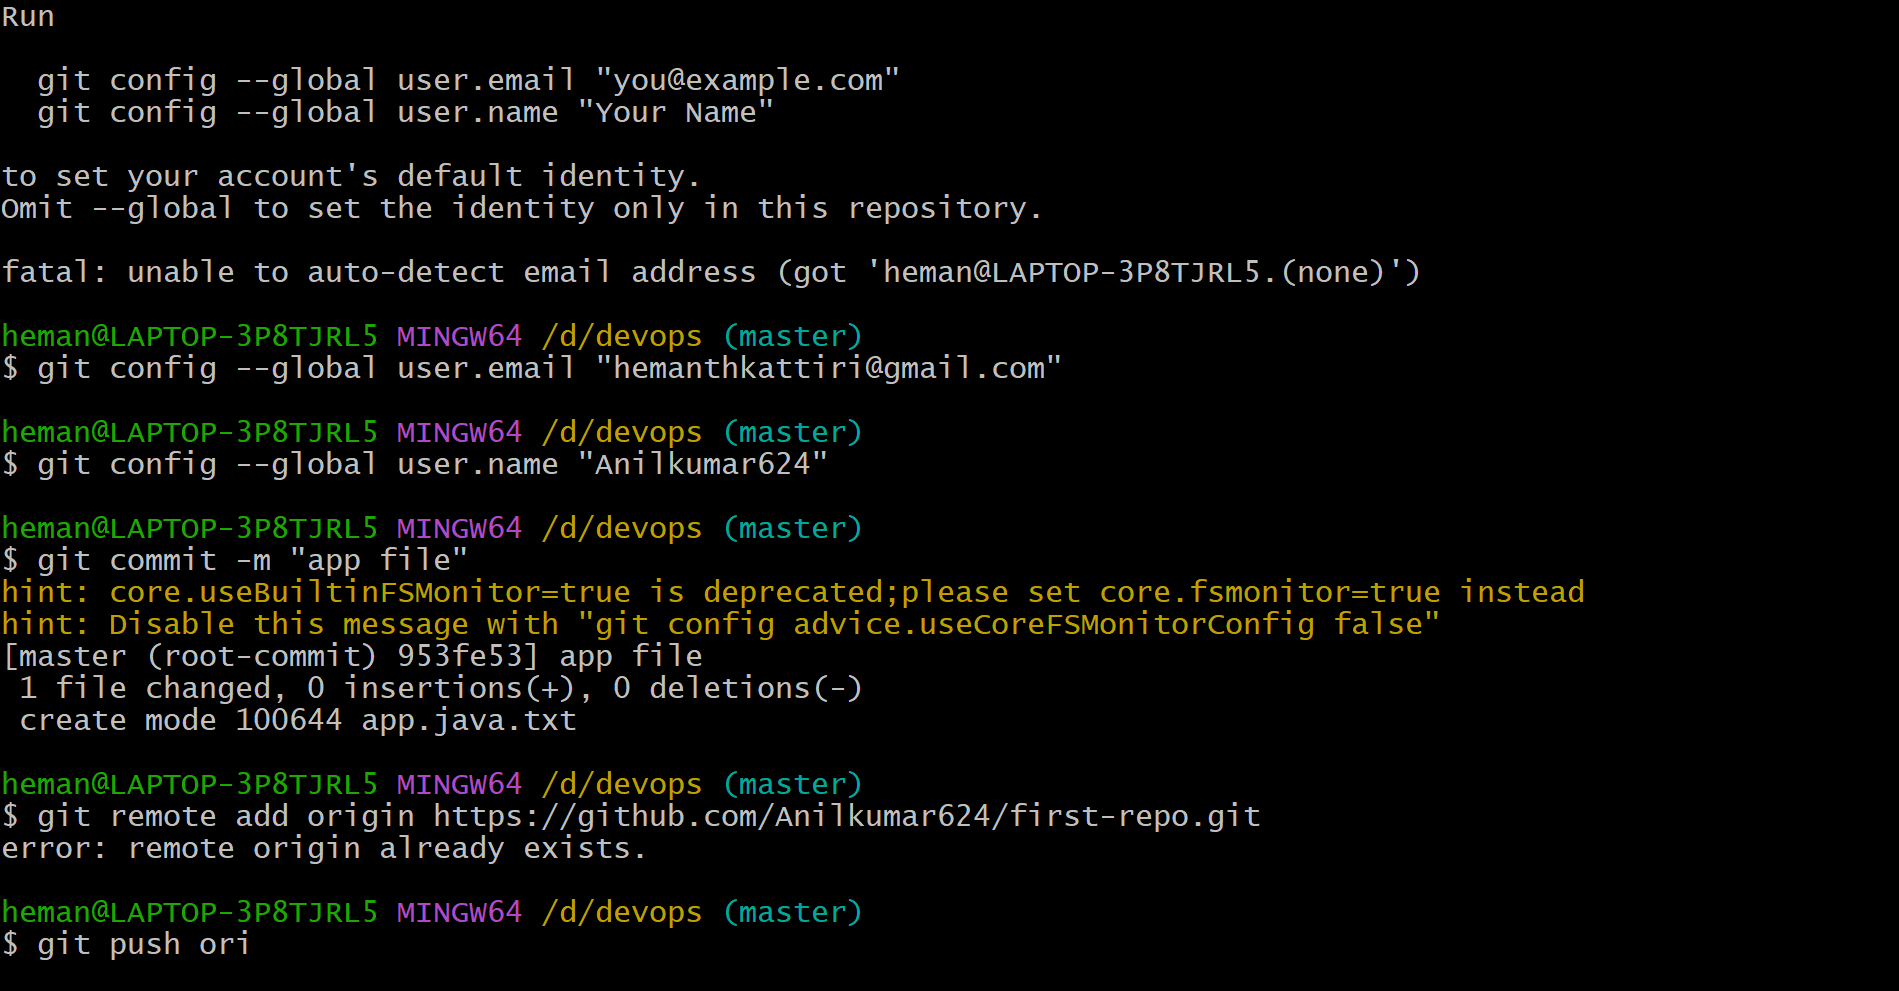 Run
git config --global user.email "you@example.com"
git config --global user.name "Your Name"
to set your account's default identity.
Omit --global to set the identity only in this repository.
fatal: unable to auto-detect email address (got 'heman@LAPTOP-3P8TJRL5.(none)')
heman@LAPTOP-3P8TJRL5 MINGW64 /d/devops (master)
$ git config --global user.email "hemanthkattiri@gmail.com"
heman@LAPTOP-3P8TJRL5 MINGW64 /d/devops (master)
$ git config --global user.name "Anilkumar624"
heman@LAPTOP-3P8TJRL5 MINGW64 /d/devops (master)
$ git commit -m "app file"
hint: core.useBuiltinFSMonitor=true is deprecated;please set core.fsmonitor=true instead
hint: Disable this message with "git config advice.useCoreFSMonitorConfig false"
[master (root-commit) 953fe53] app file
1 file changed, 0 insertions(+), 0 deletions(-)
create mode 100644 app.java.txt
heman@LAPTOP-3P8TJRL5 MINGW64 /d/devops (master)
$ git remote add origin https://github.com/Anilkumar624/first-repo.git
error: remote origin already exists.
heman@LAPTOP-3P8TJRL5 MINGW64 /d/devops (master)
$ git push ori